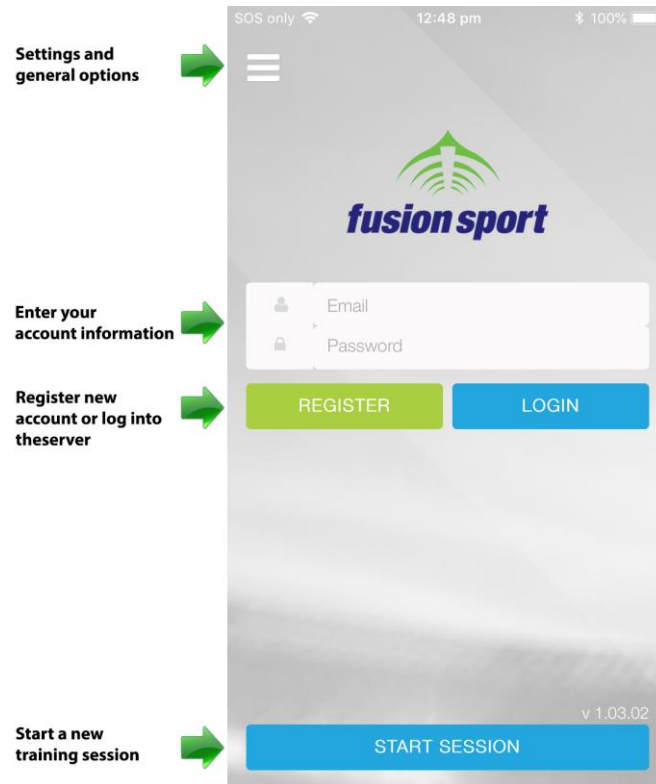 SOS only 12:48 pm 100%
Settings and
general options
fusion sport
Enter your
account information
Email
Password
Register new
account or log into
theserver
REGISTER LOGIN
v 1.03.02
Start a new
training session
START SESSION